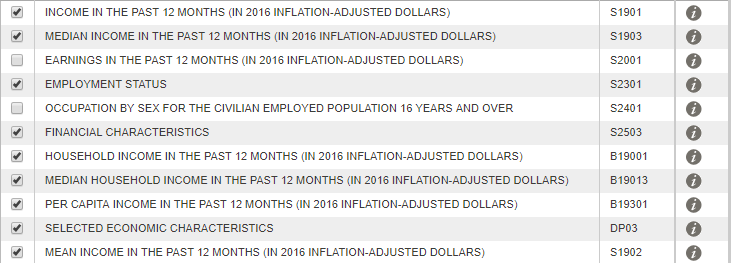 INCOME IN THE PAST 12 MONTHS (IN 2016 INFLATION-ADJUSTED DOLLARS) S1901
MEDIAN INCOME IN THE PAST 12 MONTHS (IN 2016 INFLATION-ADJUSTED DOLLARS) S1903
EARNINGS IN THE PAST 12 MONTHS (IN 2016 INFLATION-ADJUSTED DOLLARS) S2001
EMPLOYMENT STATUS S2301
OCCUPATION BY SEX FOR THE CIVILIAN EMPLOYED POPULATION 16 YEARS AND OVER S2401
FINANCIAL CHARACTERISTICS S2503
HOUSEHOLD INCOME IN THE PAST 12 MONTHS (IN 2016 INFLATION-ADJUSTED DOLLARS) B19001
MEDIAN HOUSEHOLD INCOME IN THE PAST 12 MONTHS (IN 2016 INFLATION-ADJUSTED DOLLARS) B19013
PER CAPITA INCOME IN THE PAST 12 MONTHS (IN 2016 INFLATION-ADJUSTED DOLLARS) B19301
SELECTED ECONOMIC CHARACTERISTICS DP03
MEAN INCOME IN THE PAST 12 MONTHS (IN 2016 INFLATION-ADJUSTED DOLLARS) S1902